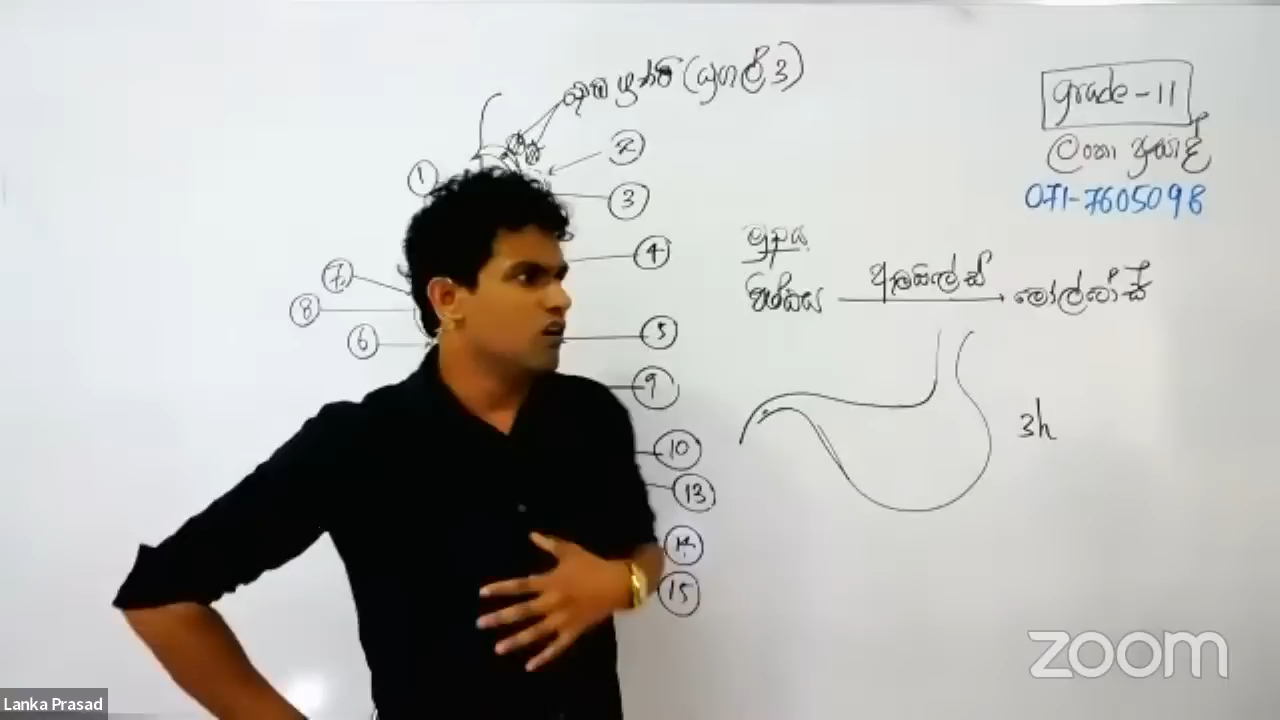 ඛේට ග්‍රන්ථි (යුගල් 3)
grade - 11
ලංකා ප්‍රසාද්
071-7605098
1
2
3
4
7
8
6
5
9
10
13
14
15
මුඛය
පිෂ්ඨය
ඇමයිලේස්
මෝල්ටෝස්
3h
zoom
Lanka Prasad